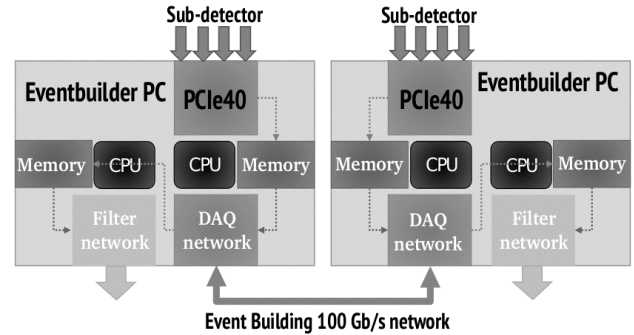 Sub-detector
Sub-detector
Eventbuilder PC
PCIe40
PCIe40
Eventbuilder PC
Memory
CPU
CPU
Memory
Memory
CPU
CPU
Memory
Filter
network
DAQ
network
DAQ
network
Filter
network
Event Building 100 Gb/s network